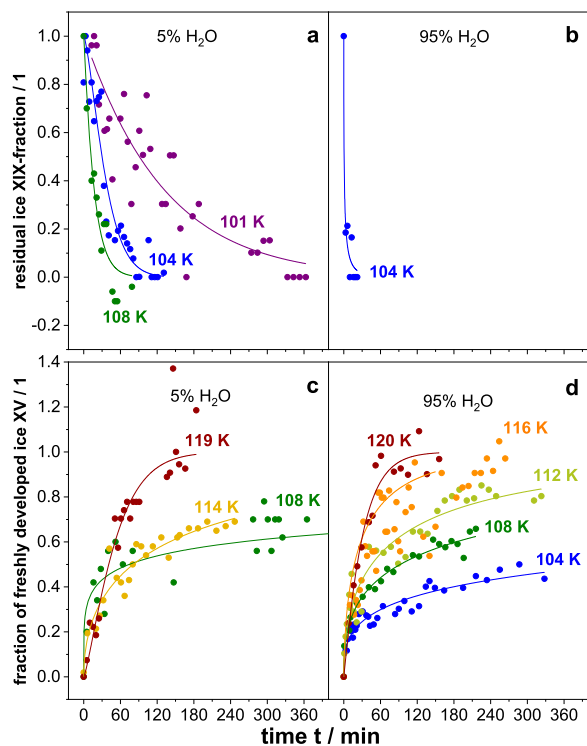 a
5% H₂O
b
95% H₂O
residual ice XIX-fraction / 1
1.0
0.8
0.6
0.4
0.2
0.0
-0.2
101 K
104 K
108 K
104 K
c
5% H₂O
d
95% H₂O
fraction of freshly developed ice XV / 1
1.4
1.2
1.0
0.8
0.6
0.4
0.2
0.0
119 K
114 K
108 K
120 K
116 K
112 K
108 K
104 K
0 60 120 180 240 300 360 0 60 120 180 240 300 360
time t / min